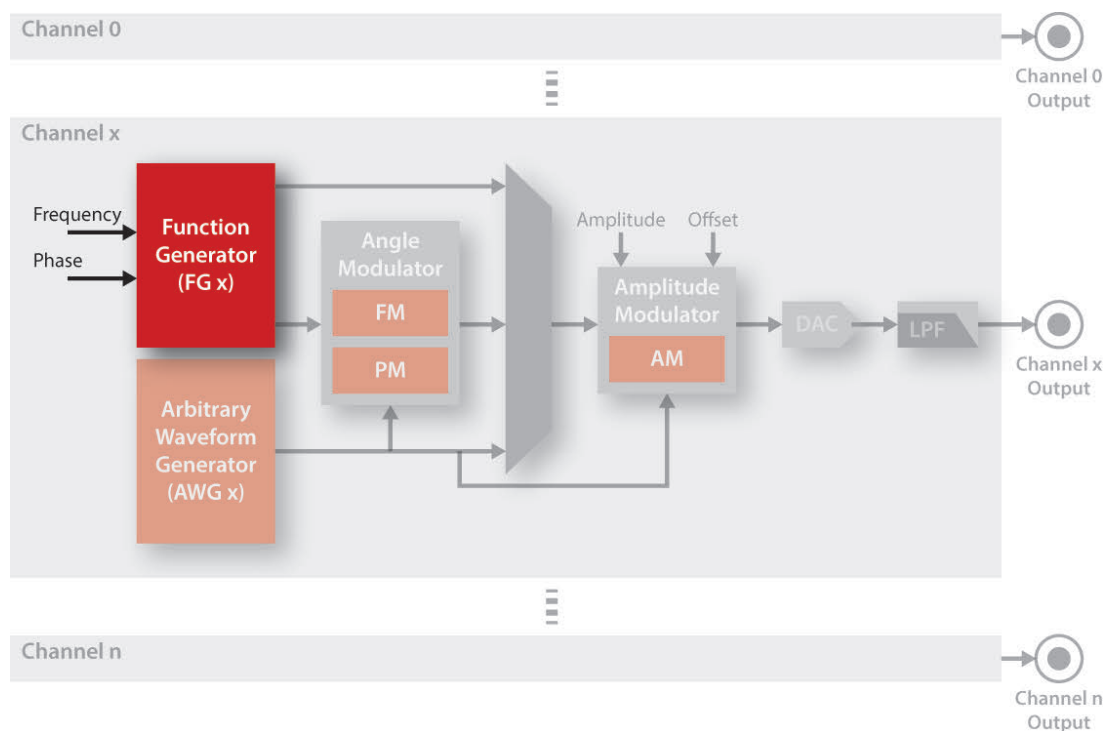 Channel 0
Channel 0
Output
Channel x
Frequency
Phase
Function
Generator
(FG x)
Angle
Modulator
FM
PM
Amplitude
Offset
Amplitude
Modulator
AM
DAC
LPF
Channel x
Output
Arbitrary
Waveform
Generator
(AWG x)
Channel n
Channel n
Output